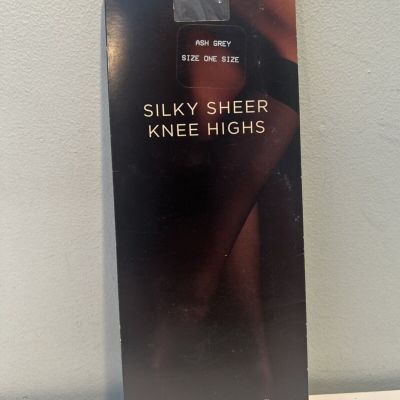 ASH GREY
SIZE ONE SIZE
SILKY SHEER
KNEE HIGHS